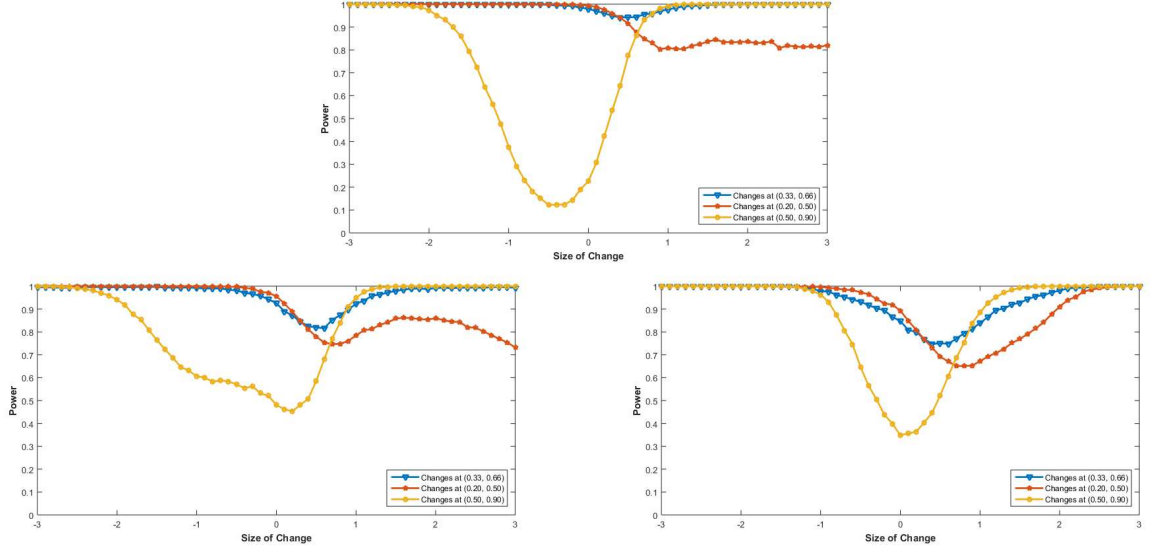 1
0.9
0.8
0.7
0.6
0.5
0.4
0.3
0.2
0.1
0
Power
-3 -2 -1 0 1 2 3
Size of Change
Changes at (0.33, 0.66)
Changes at (0.20, 0.50)
Changes at (0.50, 0.90)
1
0.9
0.8
0.7
0.6
0.5
0.4
0.3
0.2
0.1
0
Power
-3 -2 -1 0 1 2 3
Size of Change
Changes at (0.33, 0.66)
Changes at (0.20, 0.50)
Changes at (0.50, 0.90)
1
0.9
0.8
0.7
0.6
0.5
0.4
0.3
0.2
0.1
0
Power
-3 -2 -1 0 1 2 3
Size of Change
Changes at (0.33, 0.66)
Changes at (0.20, 0.50)
Changes at (0.50, 0.90)